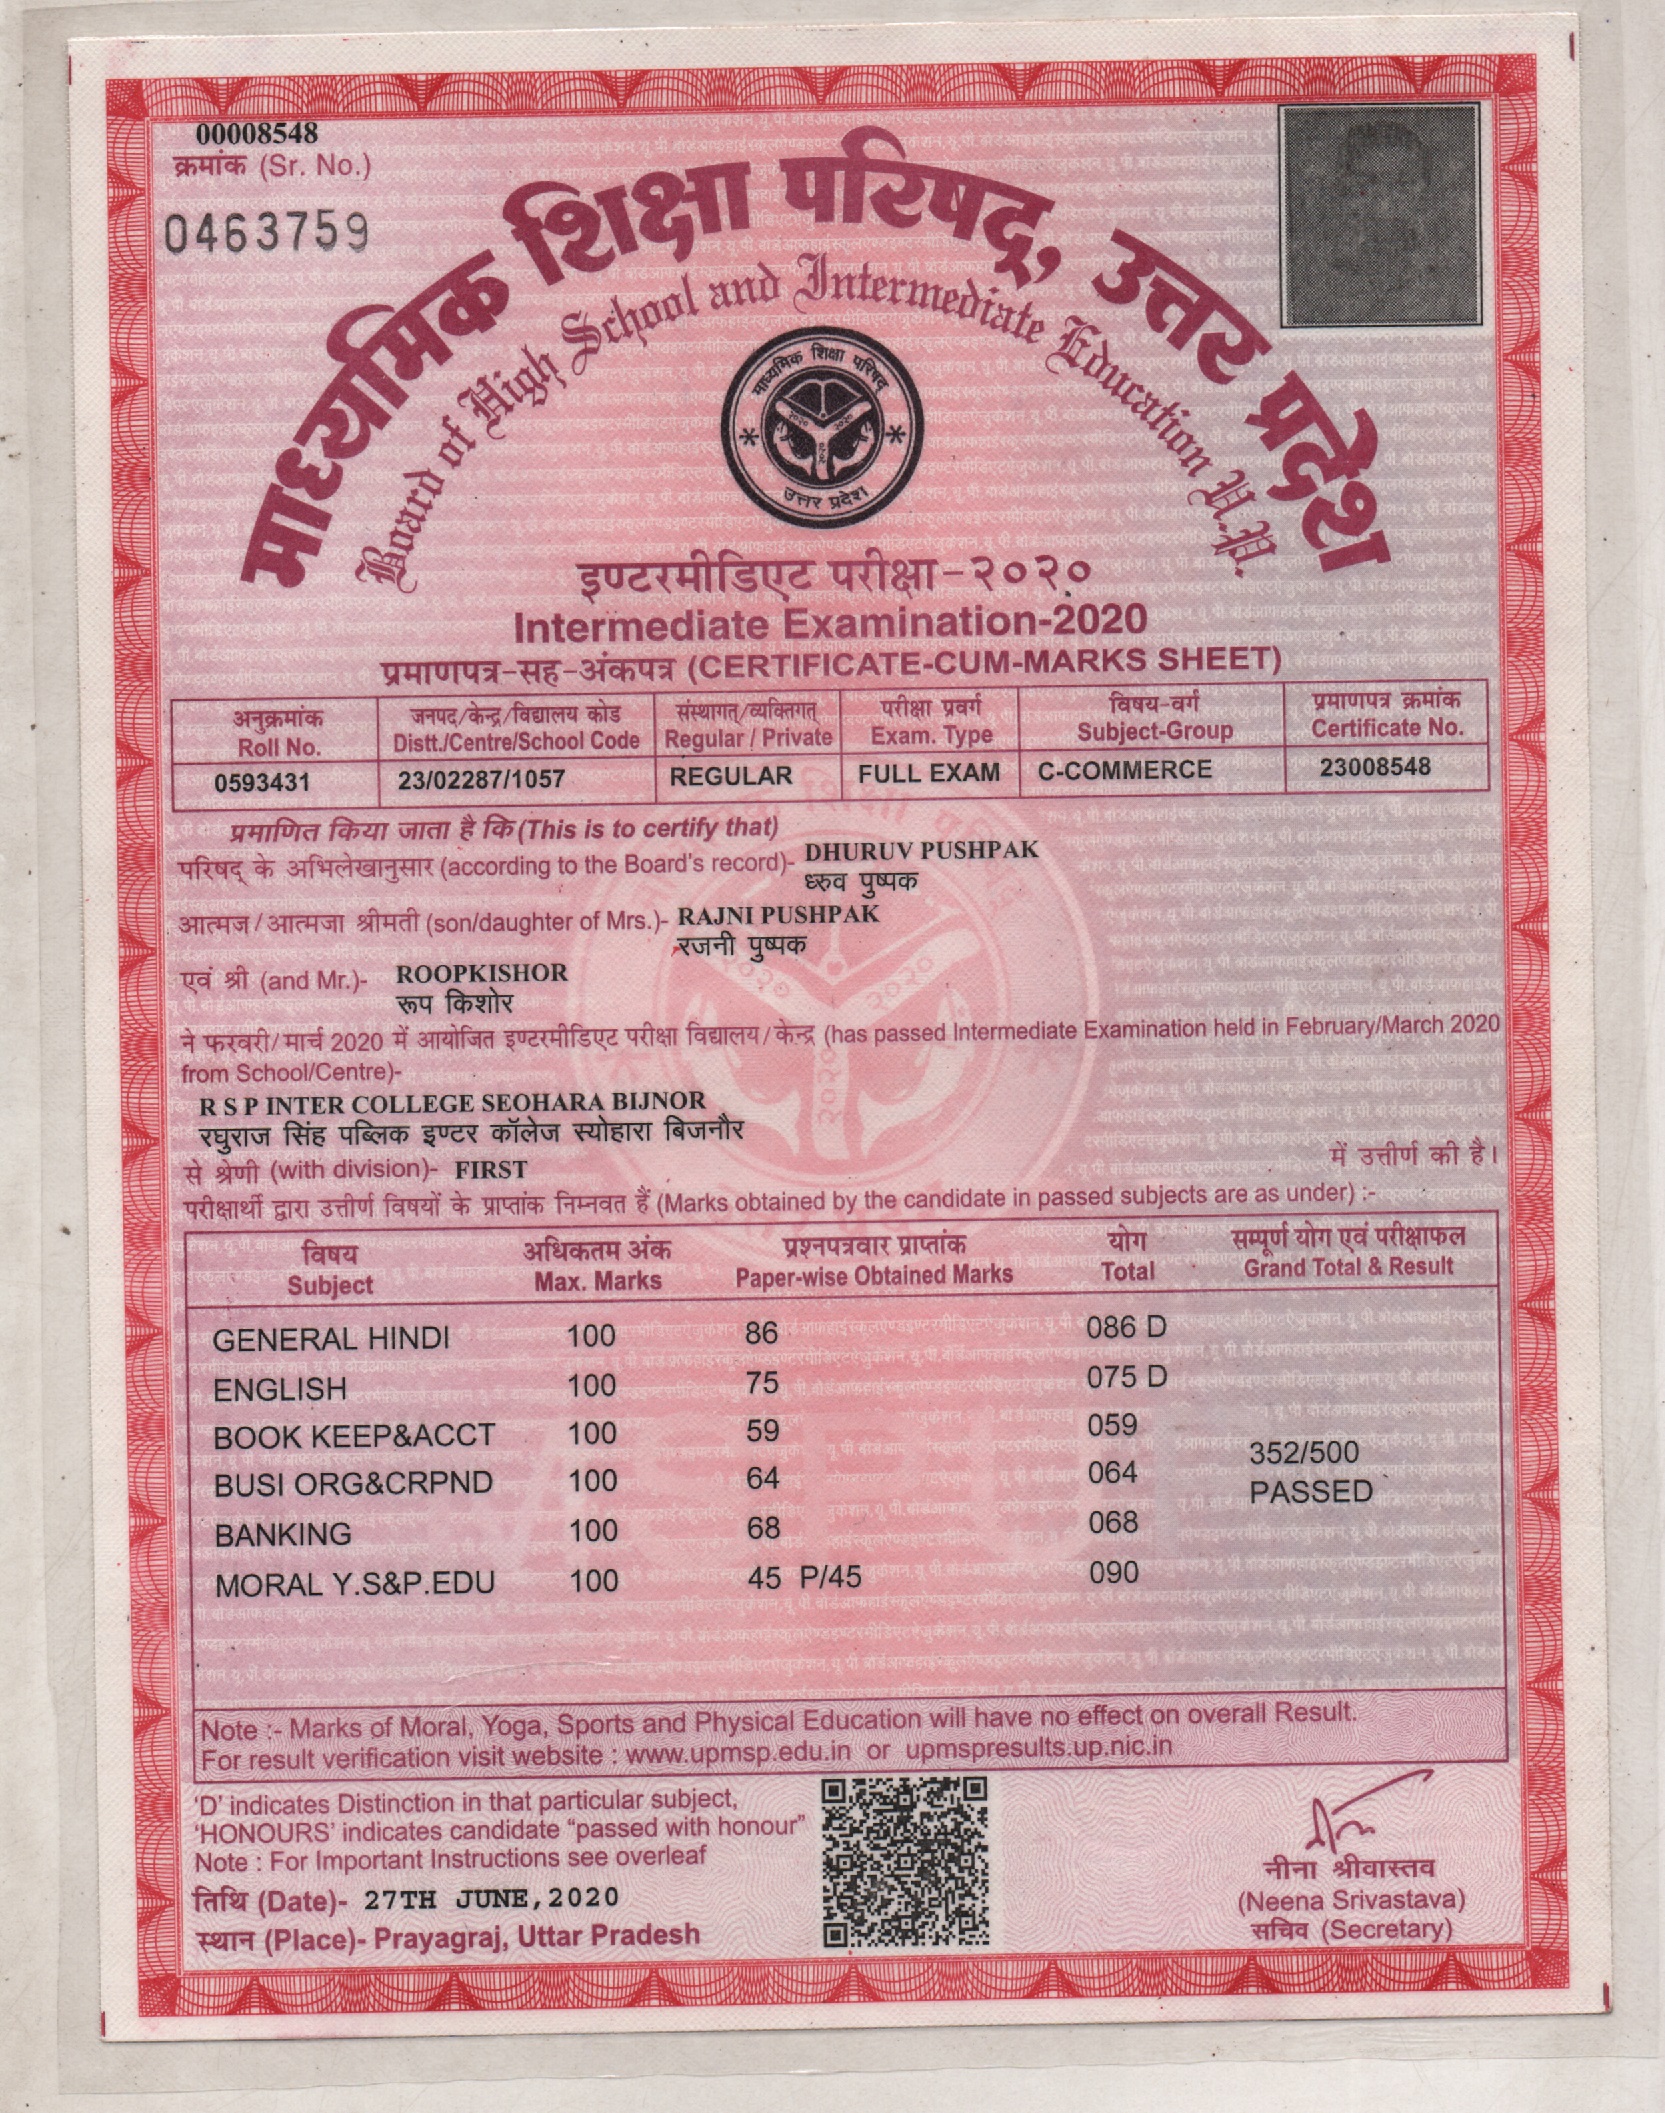 00008548
क्रमांक (Sr. No.)
0463759
माध्यमिक शिक्षा परिषद्, उत्तर प्रदेश
Board of High School and Intermediate Education U.P.
माध्यमिक शिक्षा परिषद्
उत्तर प्रदेश
इण्टरमीडिएट परीक्षा-२०२०
Intermediate Examination-2020
प्रमाणपत्र-सह-अंकपत्र (CERTIFICATE-CUM-MARKS SHEET)
अनुक्रमांक जनपद/केन्द्र/विद्यालय कोड संस्थागत्/व्यक्तिगत् परीक्षा प्रवर्ग विषय-वर्ग प्रमाणपत्र क्रमांक
Roll No. Distt./Centre/School Code Regular / Private Exam. Type Subject-Group Certificate No.
0593431 23/02287/1057 REGULAR FULL EXAM C-COMMERCE 23008548
प्रमाणित किया जाता है कि (This is to certify that)
परिषद् के अभिलेखानुसार (according to the Board's record)- DHURUV PUSHPAK
ध्रुव पुष्पक
आत्मज/आत्मजा श्रीमती (son/daughter of Mrs.)- RAJNI PUSHPAK
रजनी पुष्पक
एवं श्री (and Mr.)- ROOPKISHOR
रूप किशोर
ने फरवरी/मार्च 2020 में आयोजित इण्टरमीडिएट परीक्षा विद्यालय/केन्द्र (has passed Intermediate Examination held in February/March 2020
from School/Centre)-
R S P INTER COLLEGE SEOHARA BIJNOR
रघुराज सिंह पब्लिक इण्टर कॉलेज स्योहारा बिजनौर
से श्रेणी (with division)- FIRST में उत्तीर्ण की है।
परीक्षार्थी द्वारा उत्तीर्ण विषयों के प्राप्तांक निम्नवत हैं (Marks obtained by the candidate in passed subjects are as under) :-
विषय अधिकतम अंक प्रश्नपत्रवार प्राप्तांक योग सम्पूर्ण योग एवं परीक्षाफल
Subject Max. Marks Paper-wise Obtained Marks Total Grand Total & Result
GENERAL HINDI 100 86 086 D
ENGLISH 100 75 075 D
BOOK KEEP&ACCT 100 59 059
352/500
BUSI ORG&CRPND 100 64 064
PASSED
BANKING 100 68 068
MORAL Y.S&P.EDU 100 45 P/45 090
Note :- Marks of Moral, Yoga, Sports and Physical Education will have no effect on overall Result.
For result verification visit website : www.upmsp.edu.in or upmspresults.up.nic.in
'D' indicates Distinction in that particular subject,
'HONOURS' indicates candidate "passed with honour"
Note : For Important Instructions see overleaf
तिथि (Date)- 27TH JUNE,2020
स्थान (Place)- Prayagraj, Uttar Pradesh
नीना श्रीवास्तव
(Neena Srivastava)
सचिव (Secretary)